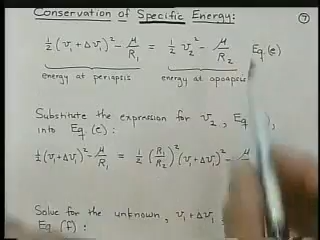 Conservation of Specific Energy: ⑦
½(v₁+Δv₁)² − μ/R₁ = ½ v₂² − μ/R₂ Eq.(e)
energy at periapsis energy at apoapsis
Substitute the expression for v₂, Eq. ),
into Eq.(e):
½(v₁+Δv₁)² − μ/R₁ = ½(R₁/R₂)²(v₁+Δv₁)² − μ
Solve for the unknown, v₁+Δv₁,
Eq.(f):